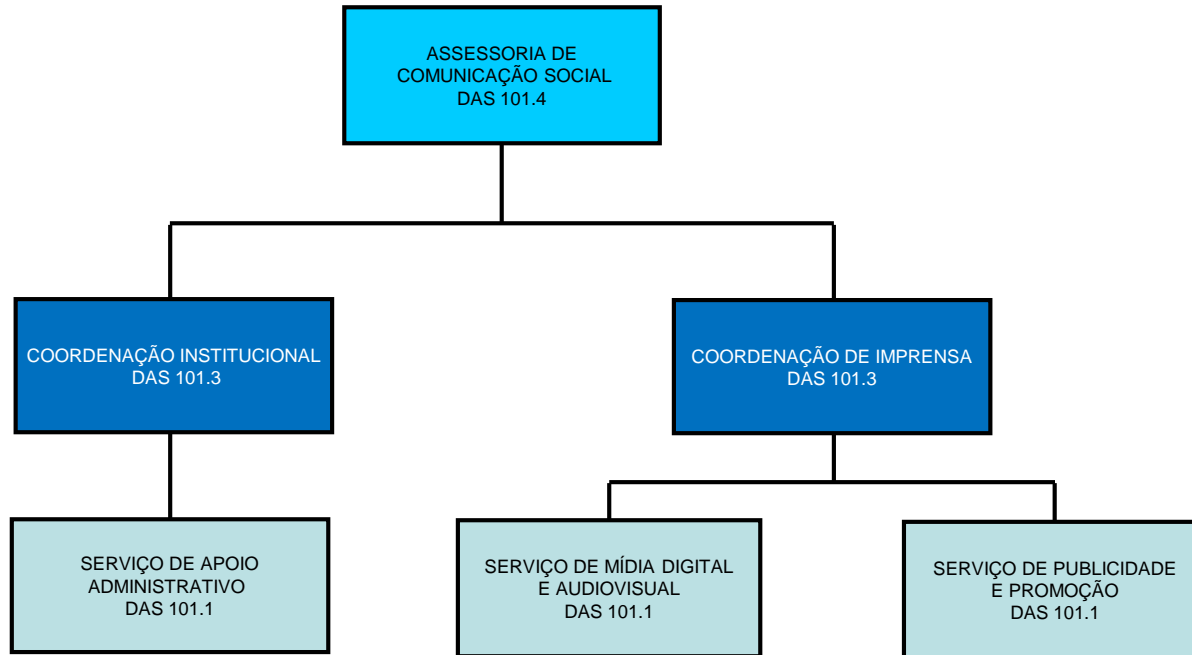 ASSESSORIA DE
COMUNICAÇÃO SOCIAL
DAS 101.4
COORDENAÇÃO INSTITUCIONAL
DAS 101.3
COORDENAÇÃO DE IMPRENSA
DAS 101.3
SERVIÇO DE APOIO
ADMINISTRATIVO
DAS 101.1
SERVIÇO DE MÍDIA DIGITAL
E AUDIOVISUAL
DAS 101.1
SERVIÇO DE PUBLICIDADE
E PROMOÇÃO
DAS 101.1